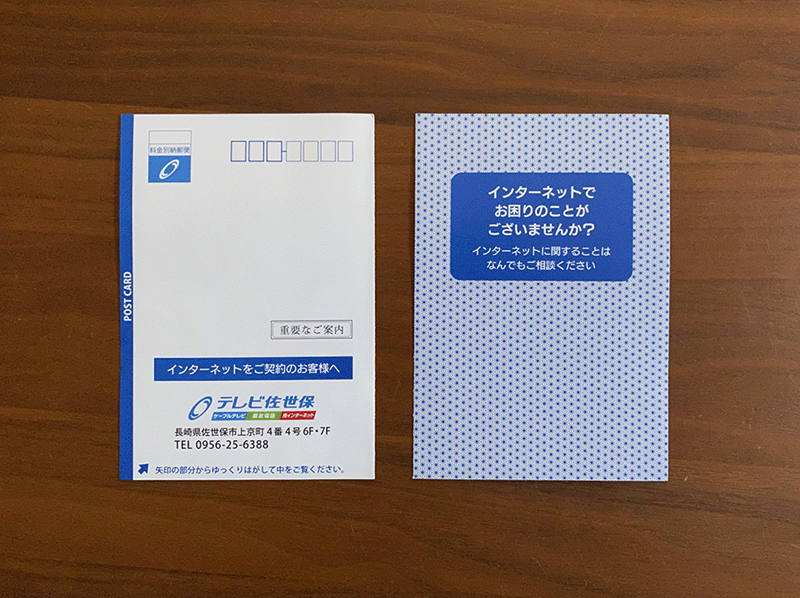 料金別納郵便
POST CARD
重要なご案内
インターネットをご契約のお客様へ
テレビ佐世保
ケーブルテレビ 固定電話 光インターネット
長崎県佐世保市上京町4番4号6F・7F
TEL 0956-25-6388
矢印の部分からゆっくりはがして中をご覧ください。
インターネットで
お困りのことが
ございませんか?
インターネットに関することは
なんでもご相談ください